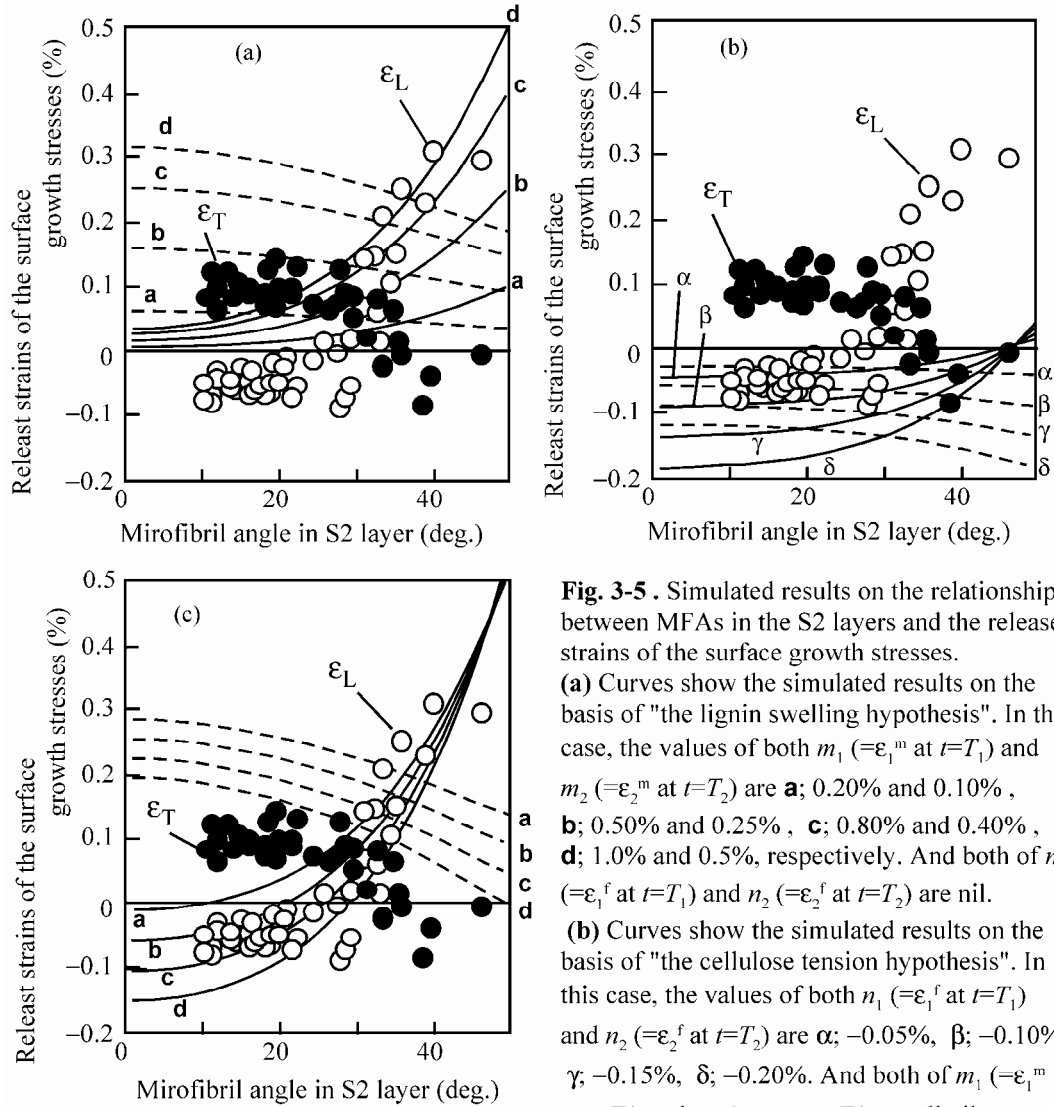 0.5
0.4
0.3
0.2
0.1
0
−0.1
−0.2
0
20
40
(a)
d
c
b
a
d
c
b
a
εL
εT
Releast strains of the surface
growth stresses (%)
Mirofibril angle in S2 layer (deg.)
0.5
0.4
0.3
0.2
0.1
0
−0.1
−0.2
0
20
40
(b)
εL
εT
α
β
γ
δ
α
β
γ
δ
Releast strains of the surface
growth stresses (%)
Mirofibril angle in S2 layer (deg.)
0.5
0.4
0.3
0.2
0.1
0
−0.1
−0.2
0
20
40
(c)
εL
εT
a
b
c
d
a
b
c
d
Releast strains of the surface
growth stresses (%)
Mirofibril angle in S2 layer (deg.)
Fig. 3-5 . Simulated results on the relationship
between MFAs in the S2 layers and the release
strains of the surface growth stresses.
(a) Curves show the simulated results on the
basis of "the lignin swelling hypothesis". In th
case, the values of both m₁ (=ε₁ᵐ at t=T₁) and
m₂ (=ε₂ᵐ at t=T₂) are a; 0.20% and 0.10% ,
b; 0.50% and 0.25% , c; 0.80% and 0.40% ,
d; 1.0% and 0.5%, respectively. And both of n
(=ε₁ᶠ at t=T₁) and n₂ (=ε₂ᶠ at t=T₂) are nil.
(b) Curves show the simulated results on the
basis of "the cellulose tension hypothesis". In
this case, the values of both n₁ (=ε₁ᶠ at t=T₁)
and n₂ (=ε₂ᶠ at t=T₂) are α; −0.05%, β; −0.10%
γ; −0.15%, δ; −0.20%. And both of m₁ (=ε₁ᵐ